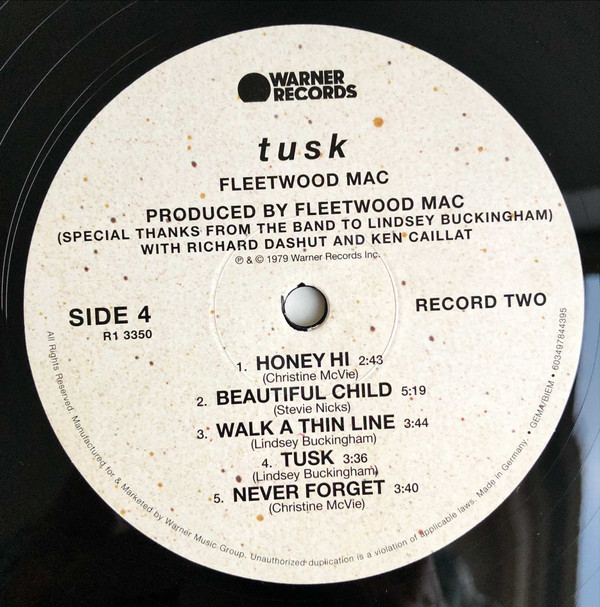 WARNER
RECORDS
tusk
FLEETWOOD MAC
PRODUCED BY FLEETWOOD MAC
(SPECIAL THANKS FROM THE BAND TO LINDSEY BUCKINGHAM)
WITH RICHARD DASHUT AND KEN CAILLAT
℗ & © 1979 Warner Records Inc.
SIDE 4
R1 3350
RECORD TWO
1. HONEY HI 2:43
(Christine McVie)
2. BEAUTIFUL CHILD 5:19
(Stevie Nicks)
3. WALK A THIN LINE 3:44
(Lindsey Buckingham)
4. TUSK 3:36
(Lindsey Buckingham)
5. NEVER FORGET 3:40
(Christine McVie)
All Rights Reserved. Manufactured for & Marketed by Warner Music Group. Unauthorized duplication is a violation of applicable laws. Made in Germany. • GEMA/BIEM • 603497844395